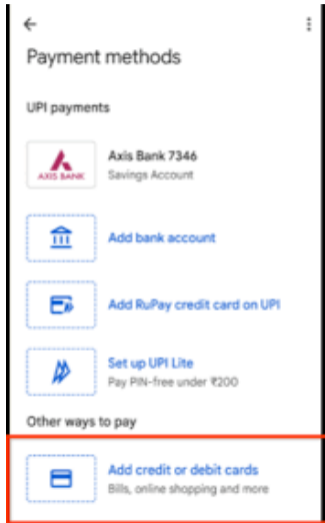 Payment methods
UPI payments
AXIS BANK
Axis Bank 7346
Savings Account
Add bank account
Add RuPay credit card on UPI
Set up UPI Lite
Pay PIN-free under ₹200
Other ways to pay
Add credit or debit cards
Bills, online shopping and more